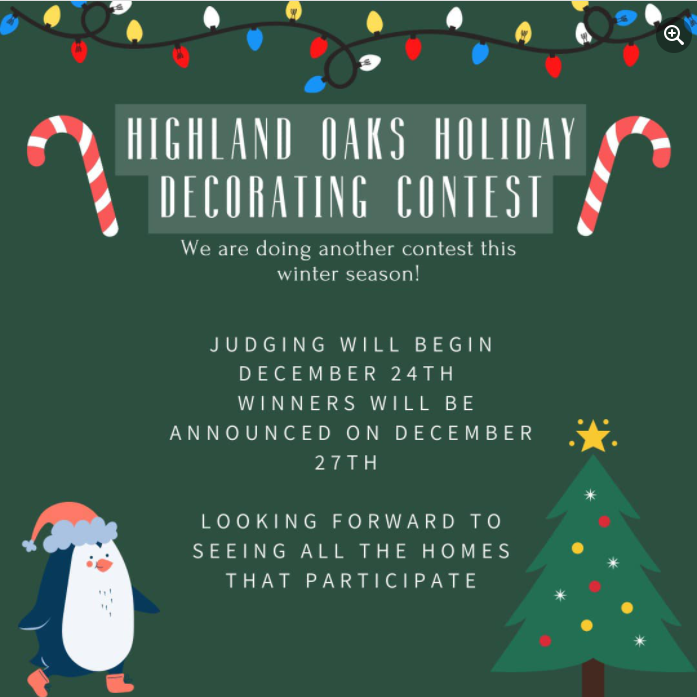 HIGHLAND OAKS HOLIDAY
DECORATING CONTEST
We are doing another contest this
winter season!
JUDGING WILL BEGIN
DECEMBER 24TH
WINNERS WILL BE
ANNOUNCED ON DECEMBER
27TH
LOOKING FORWARD TO
SEEING ALL THE HOMES
THAT PARTICIPATE